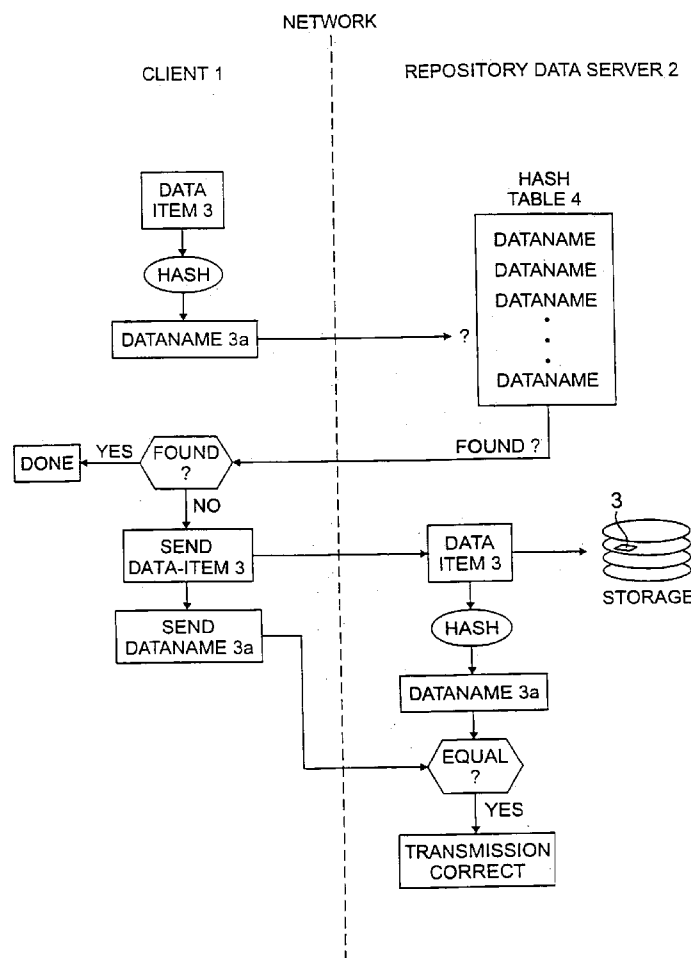 NETWORK
CLIENT 1
REPOSITORY DATA SERVER 2
DATA
ITEM 3
HASH
DATANAME 3a
?
HASH
TABLE 4
DATANAME
DATANAME
DATANAME
DATANAME
FOUND ?
FOUND
?
YES
DONE
NO
SEND
DATA-ITEM 3
DATA
ITEM 3
3
STORAGE
SEND
DATANAME 3a
HASH
DATANAME 3a
EQUAL
?
YES
TRANSMISSION
CORRECT